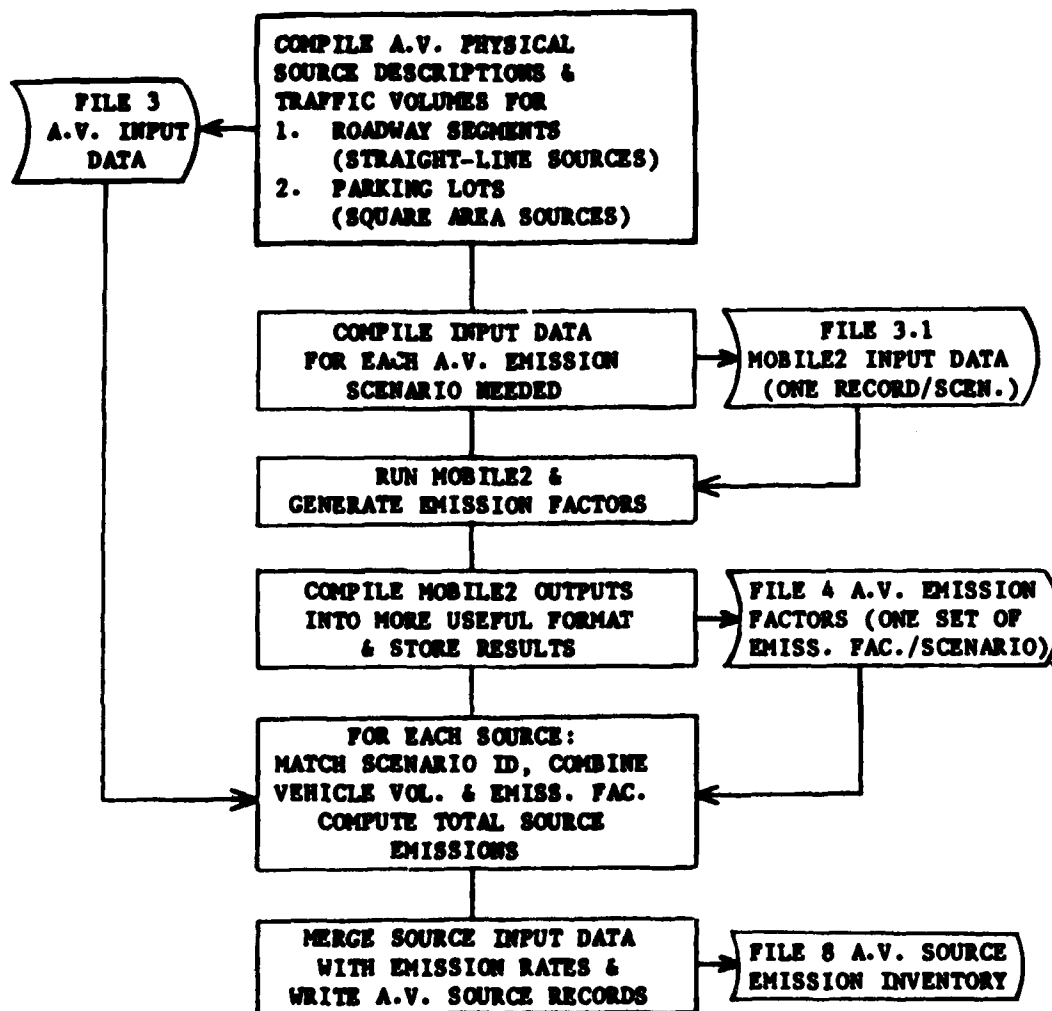 COMPILE A.V. PHYSICAL
SOURCE DESCRIPTIONS &
TRAFFIC VOLUMES FOR
1. ROADWAY SEGMENTS
(STRAIGHT-LINE SOURCES)
2. PARKING LOTS
(SQUARE AREA SOURCES)
FILE 3
A.V. INPUT
DATA
COMPILE INPUT DATA
FOR EACH A.V. EMISSION
SCENARIO NEEDED
FILE 3.1
MOBILE2 INPUT DATA
(ONE RECORD/SCEN.)
RUN MOBILE2 &
GENERATE EMISSION FACTORS
COMPILE MOBILE2 OUTPUTS
INTO MORE USEFUL FORMAT
& STORE RESULTS
FILE 4 A.V. EMISSION
FACTORS (ONE SET OF
EMISS. FAC./SCENARIO)
FOR EACH SOURCE:
MATCH SCENARIO ID, COMBINE
VEHICLE VOL. & EMISS. FAC.
COMPUTE TOTAL SOURCE
EMISSIONS
MERGE SOURCE INPUT DATA
WITH EMISSION RATES &
WRITE A.V. SOURCE RECORDS
FILE 8 A.V. SOURCE
EMISSION INVENTORY